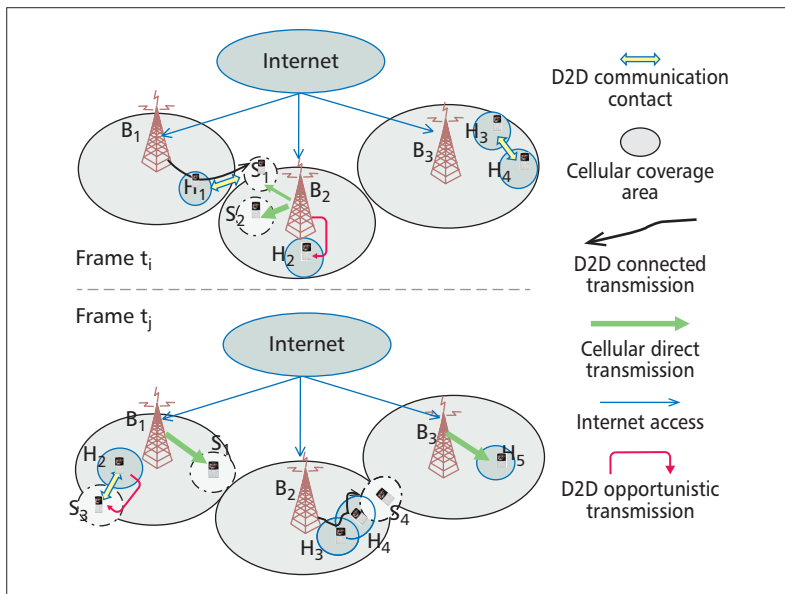 Internet
B1
H1
S1
S2
B2
H2
B3
H3
H4
Frame ti
Frame tj
Internet
B1
S1
H2
S3
B2
H3
H4
S4
B3
H5
D2D communication
contact
Cellular coverage
area
D2D connected
transmission
Cellular direct
transmission
Internet access
D2D opportunistic
transmission